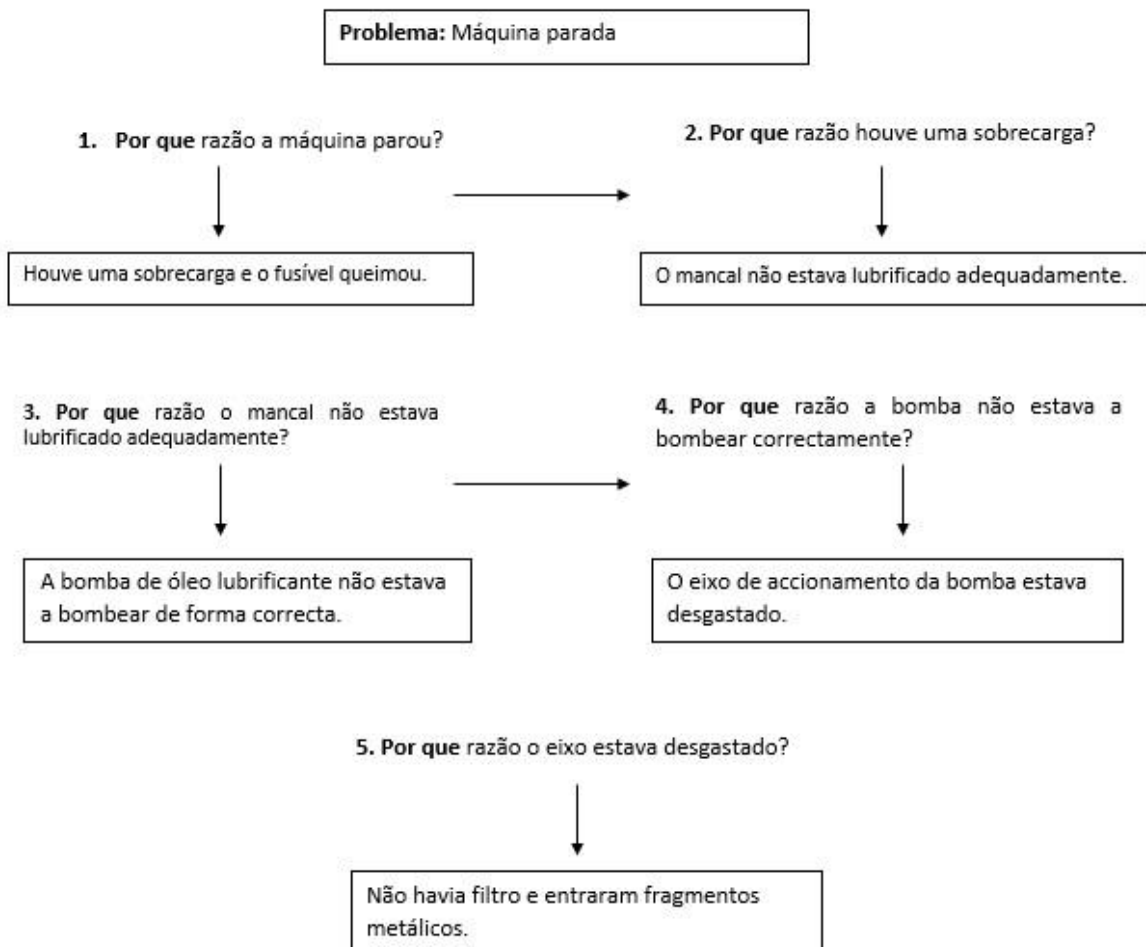 Problema: Máquina parada
1. Por que razão a máquina parou?
2. Por que razão houve uma sobrecarga?
Houve uma sobrecarga e o fusível queimou.
O mancal não estava lubrificado adequadamente.
3. Por que razão o mancal não estava
lubrificado adequadamente?
4. Por que razão a bomba não estava a
bombear correctamente?
A bomba de óleo lubrificante não estava
a bombear de forma correcta.
O eixo de accionamento da bomba estava
desgastado.
5. Por que razão o eixo estava desgastado?
Não havia filtro e entraram fragmentos
metálicos.